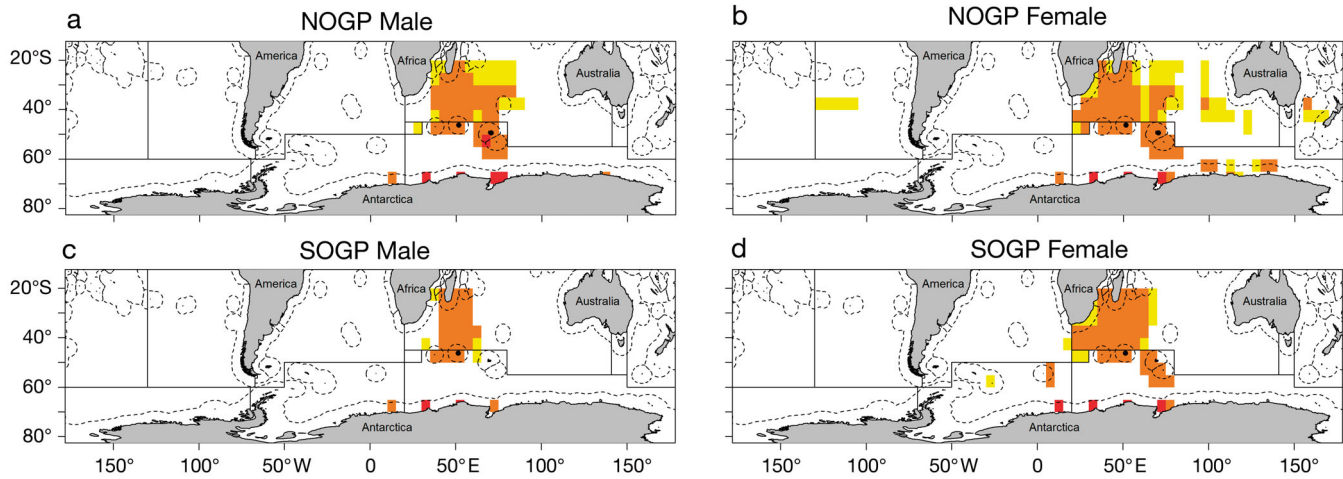 a NOGP Male
b NOGP Female
20°S
40°
60°
80°
America
Africa
Australia
Antarctica
America
Africa
Australia
Antarctica
c SOGP Male
d SOGP Female
20°S
40°
60°
80°
America
Africa
Australia
Antarctica
America
Africa
Australia
Antarctica
150° 100° 50°W 0 50°E 100° 150°
150° 100° 50°W 0 50°E 100° 150°